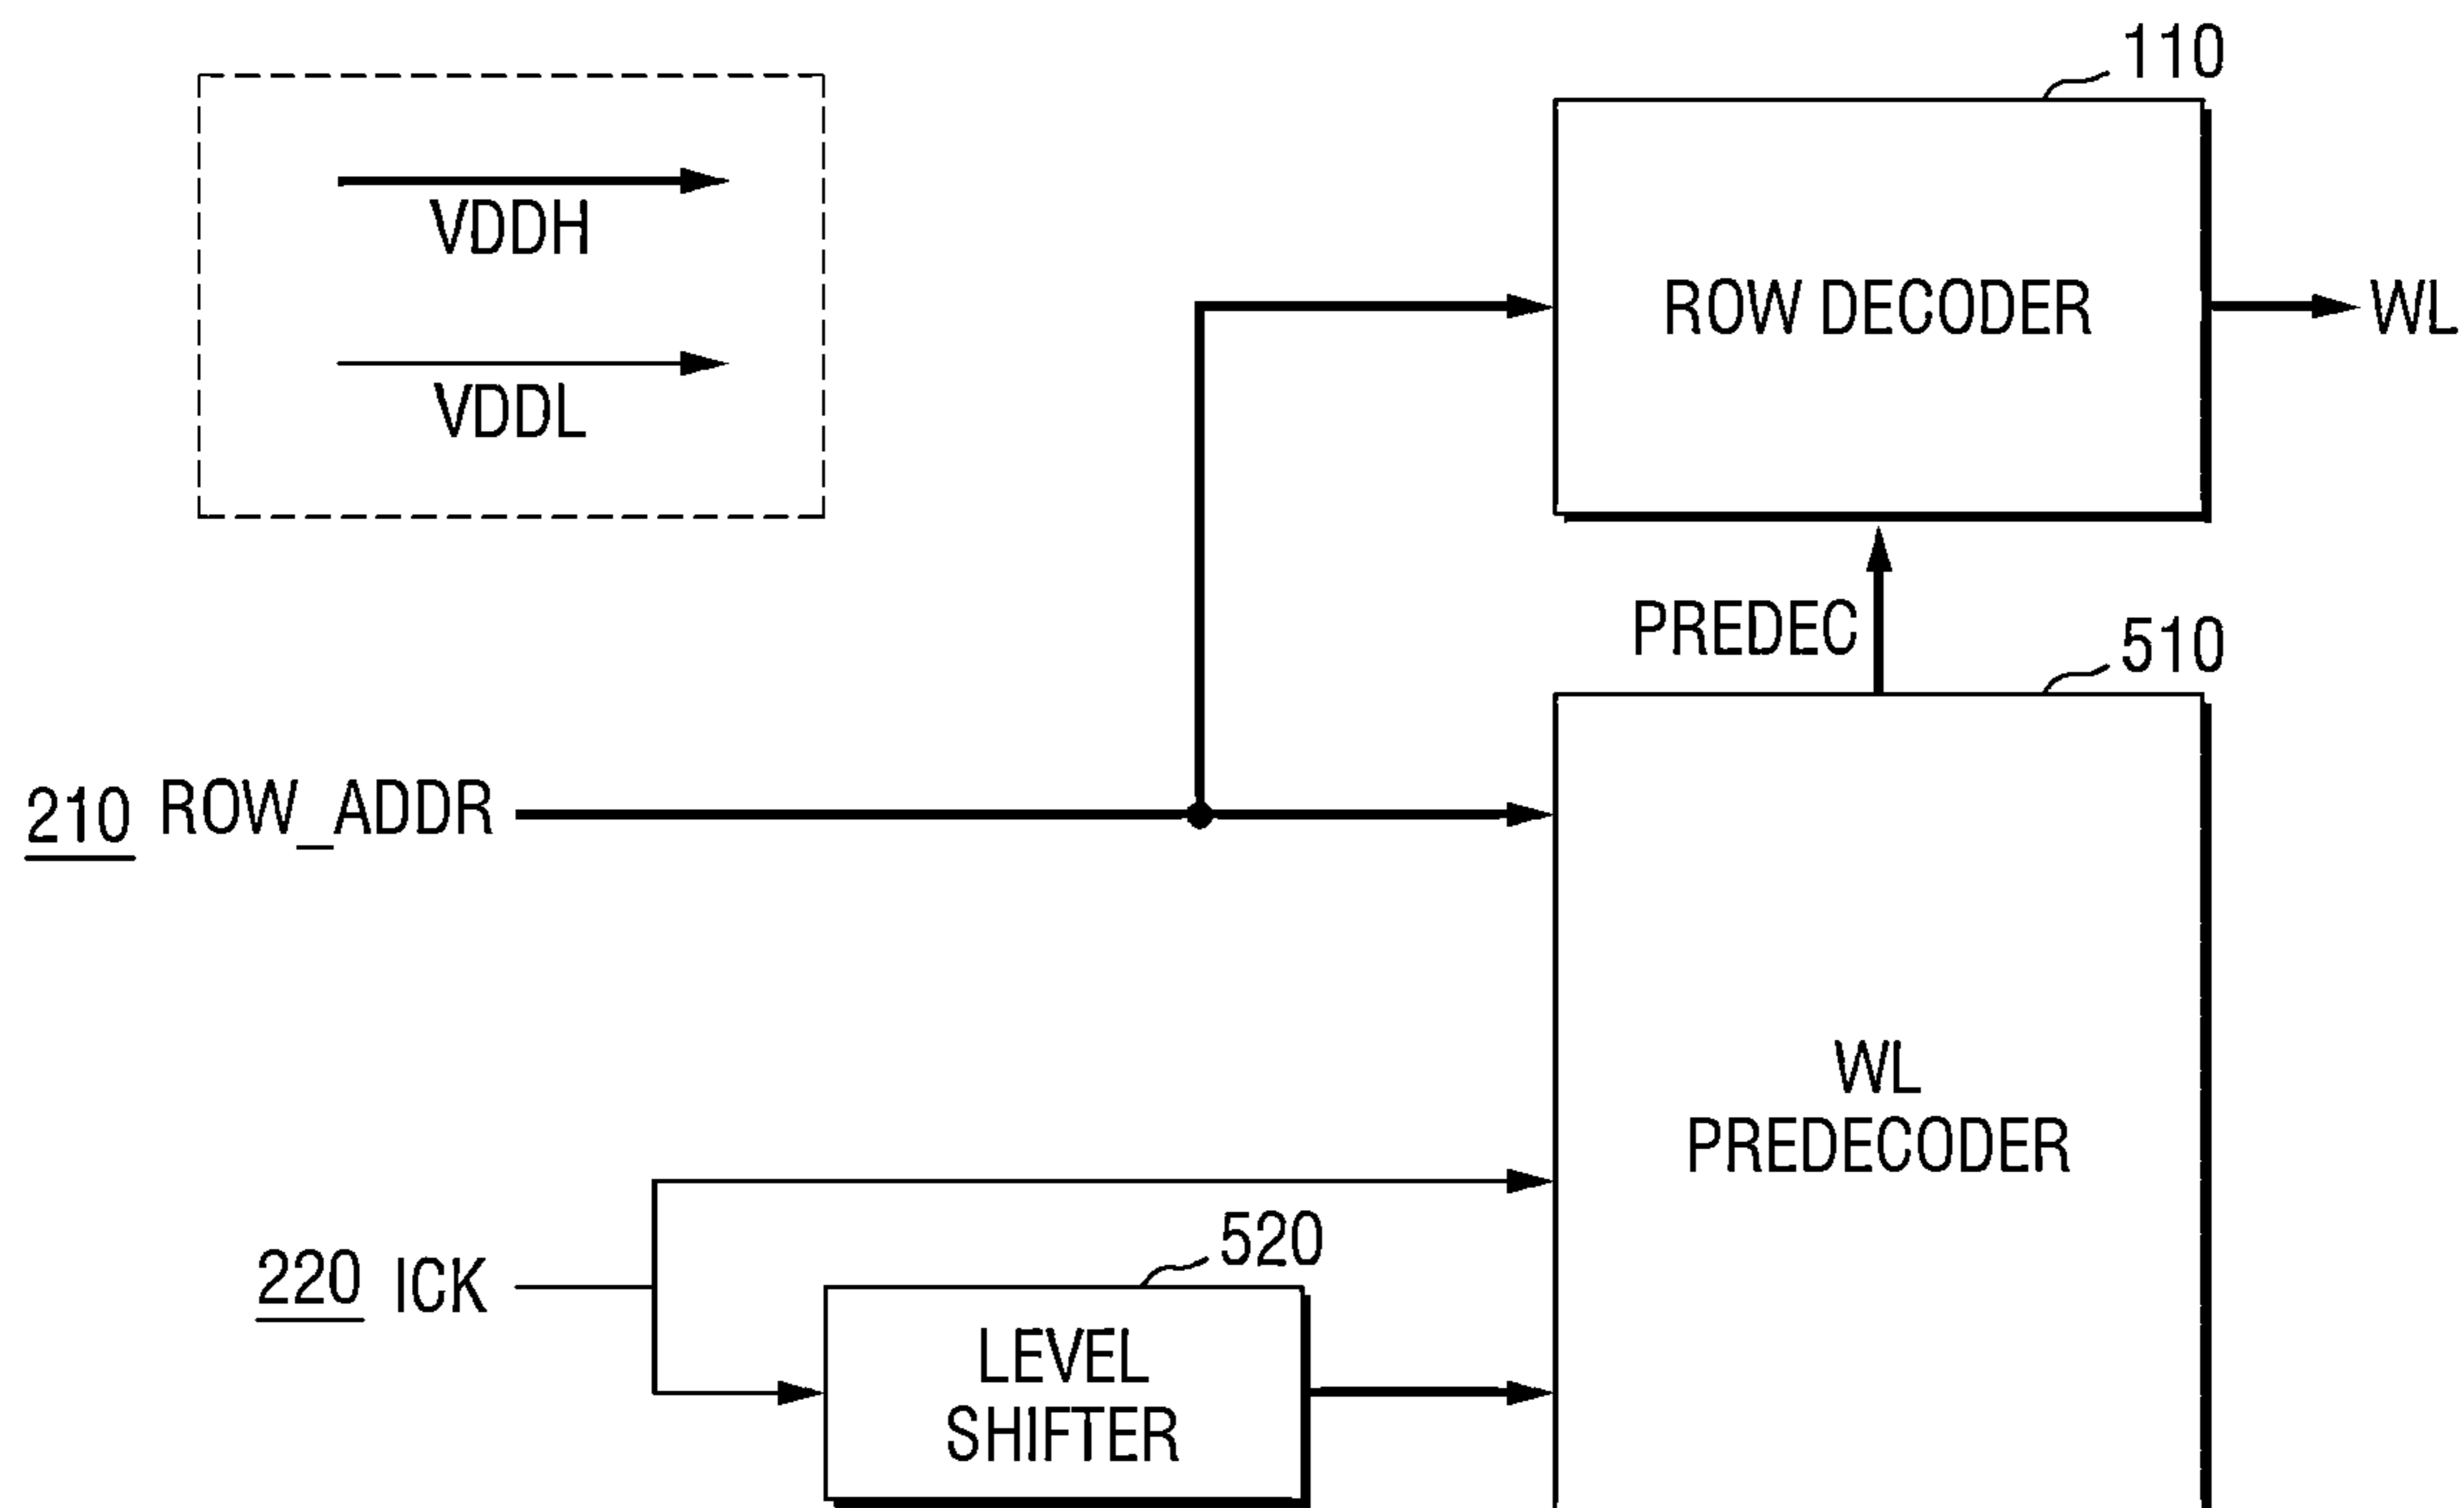 110
VDDH
ROW DECODER
WL
VDDL
PREDEC
510
210 ROW_ADDR
WL
PREDECODER
520
220 ICK
LEVEL
SHIFTER